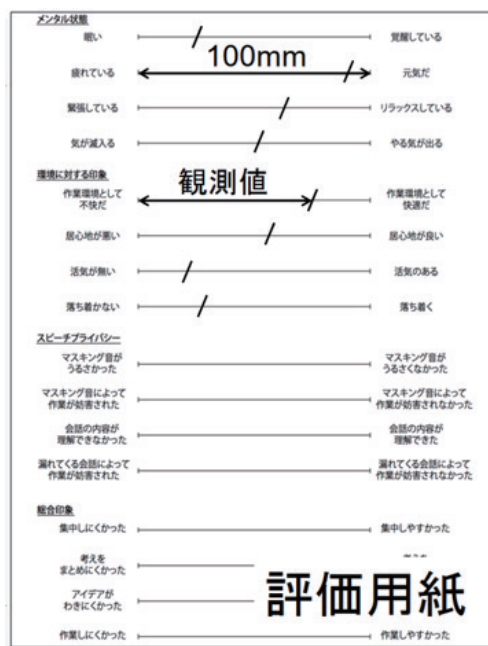 メンタル状態
眠い 覚醒している
100mm
疲れている 元気だ
緊張している リラックスしている
気が滅入る やる気が出る
環境に対する印象
観測値
作業環境として 作業環境として
不快だ 快適だ
居心地が悪い 居心地が良い
活気が無い 活気のある
落ち着かない 落ち着く
スピーチプライバシー
マスキング音が マスキング音が
うるさかった うるさくなかった
マスキング音によって マスキング音によって
作業が妨害された 作業が妨害されなかった
会話の内容が 会話の内容が
理解できなかった 理解できた
漏れてくる会話によって 漏れてくる会話によって
作業が妨害された 作業が妨害されなかった
総合印象
集中しにくかった 集中しやすかった
考えを
まとめにくかった
アイデアが
わきにくかった
評価用紙
作業しにくかった 作業しやすかった